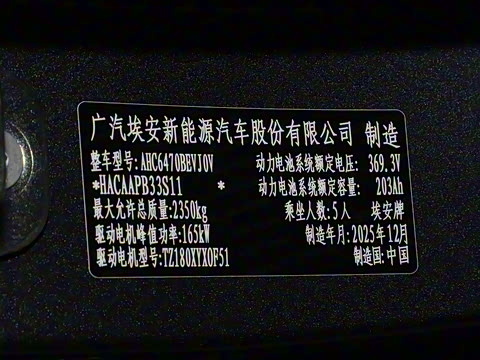 广汽埃安新能源汽车股份有限公司 制造
整车型号: AHC6470BEVJ0V 动力电池系统额定电压: 369.3V
*HACAAPB33S11 * 动力电池系统额定容量: 203Ah
最大允许总质量: 2350kg 乘坐人数: 5人 埃安牌
驱动电机峰值功率: 165kW 制造年月: 2025年12月
驱动电机型号: TZ180XYXOF51 制造国: 中国